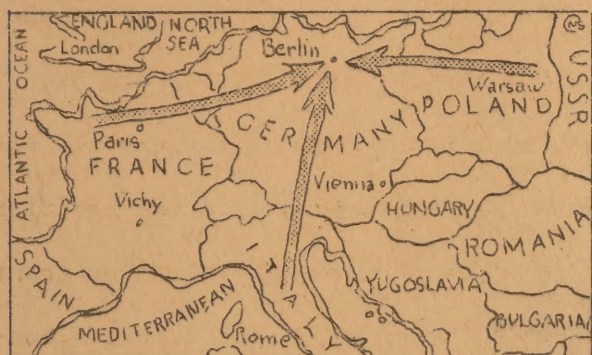 ATLANTIC OCEAN
ENGLAND
London
NORTH
SEA
Berlin
USSR
Warsaw
POLAND
GERMANY
Paris
FRANCE
Vichy
Vienna
HUNGARY
ROMANIA
SPAIN
ITALY
YUGOSLAVIA
MEDITERRANEAN
Rome
BULGARIA